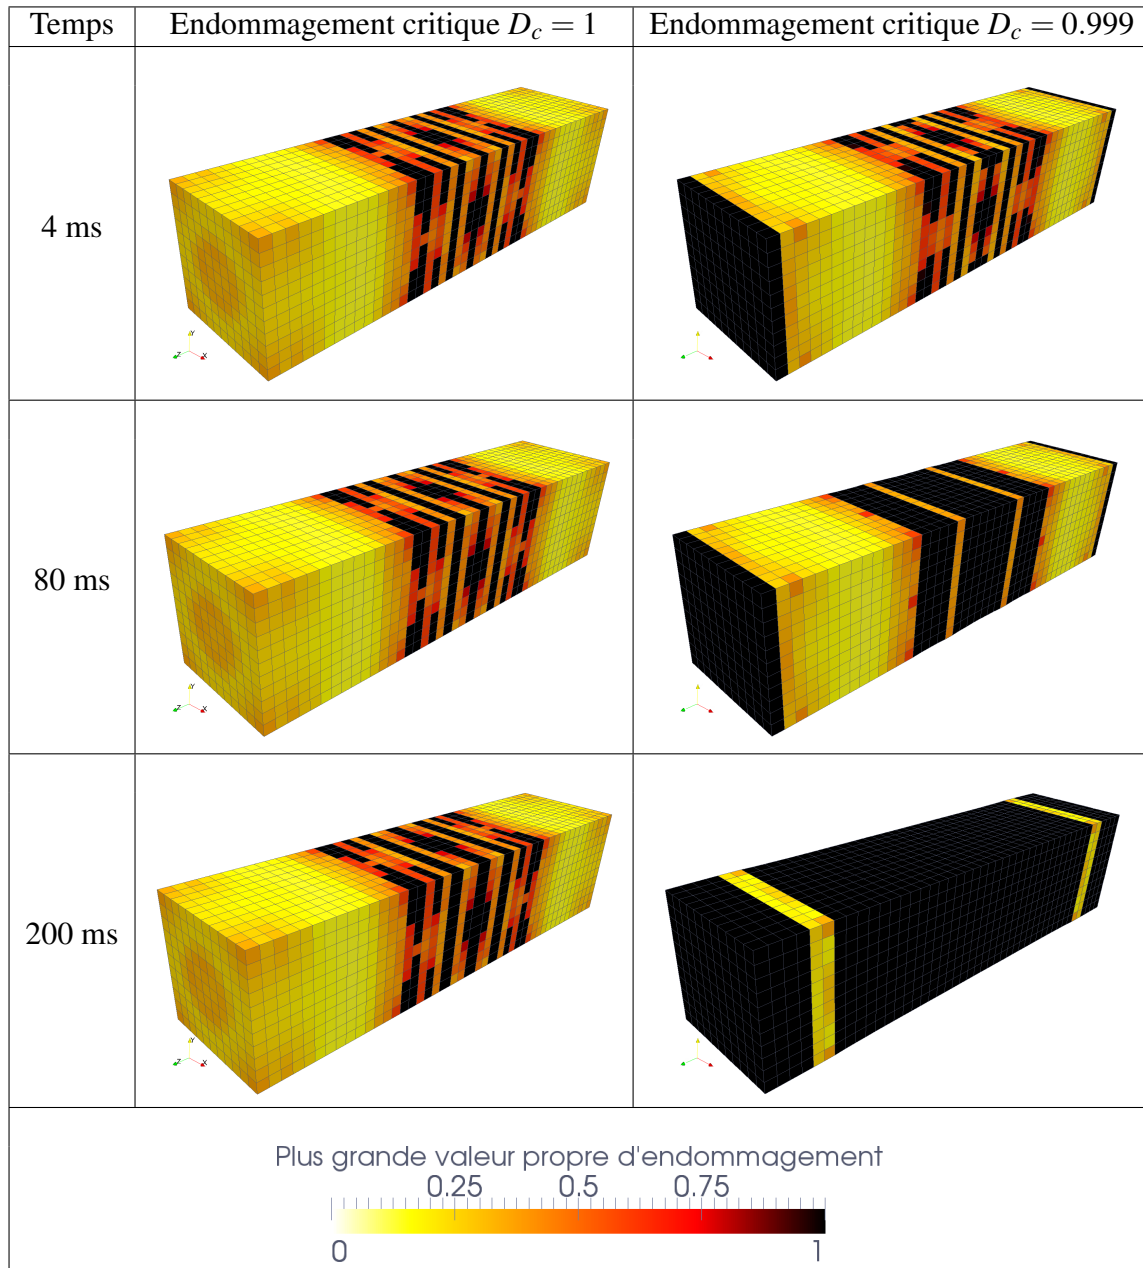 Temps Endommagement critique D_c = 1 Endommagement critique D_c = 0.999
4 ms
Y
Z X
80 ms
Y
Z X
200 ms
Y
Z X
Plus grande valeur propre d'endommagement
0.25 0.5 0.75
0 1